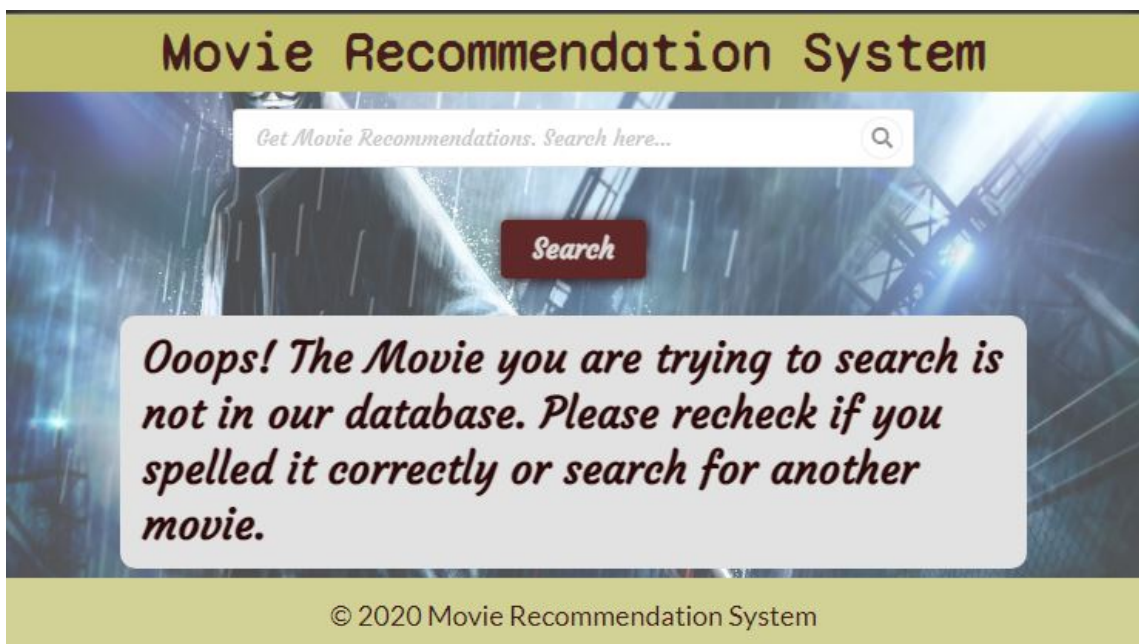 Movie Recommendation System
Get Movie Recommendations. Search here...
Search
Ooops! The Movie you are trying to search is
not in our database. Please recheck if you
spelled it correctly or search for another
movie.
© 2020 Movie Recommendation System